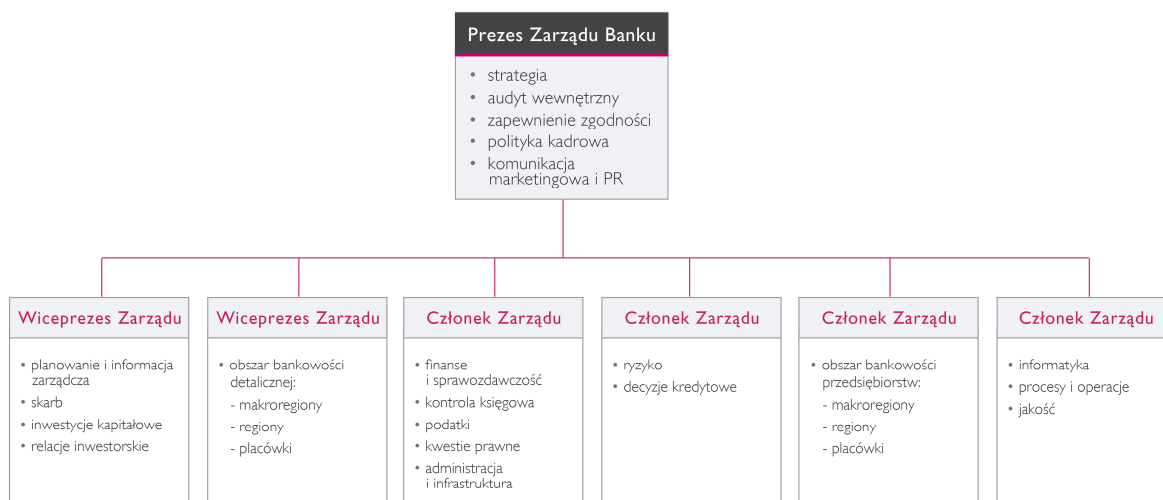 Prezes Zarządu Banku
• strategia
• audyt wewnętrzny
• zapewnienie zgodności
• polityka kadrowa
• komunikacja
marketingowa i PR
Wiceprezes Zarządu
• planowanie i informacja
zarządcza
• skarb
• inwestycje kapitałowe
• relacje inwestorskie
Wiceprezes Zarządu
• obszar bankowości
detalicznej:
- makroregiony
- regiony
- placówki
Członek Zarządu
• finanse
i sprawozdawczość
• kontrola księgowa
• podatki
• kwestie prawne
• administracja
i infrastruktura
Członek Zarządu
• ryzyko
• decyzje kredytowe
Członek Zarządu
• obszar bankowości
przedsiębiorstw:
- makroregiony
- regiony
- placówki
Członek Zarządu
• informatyka
• procesy i operacje
• jakość